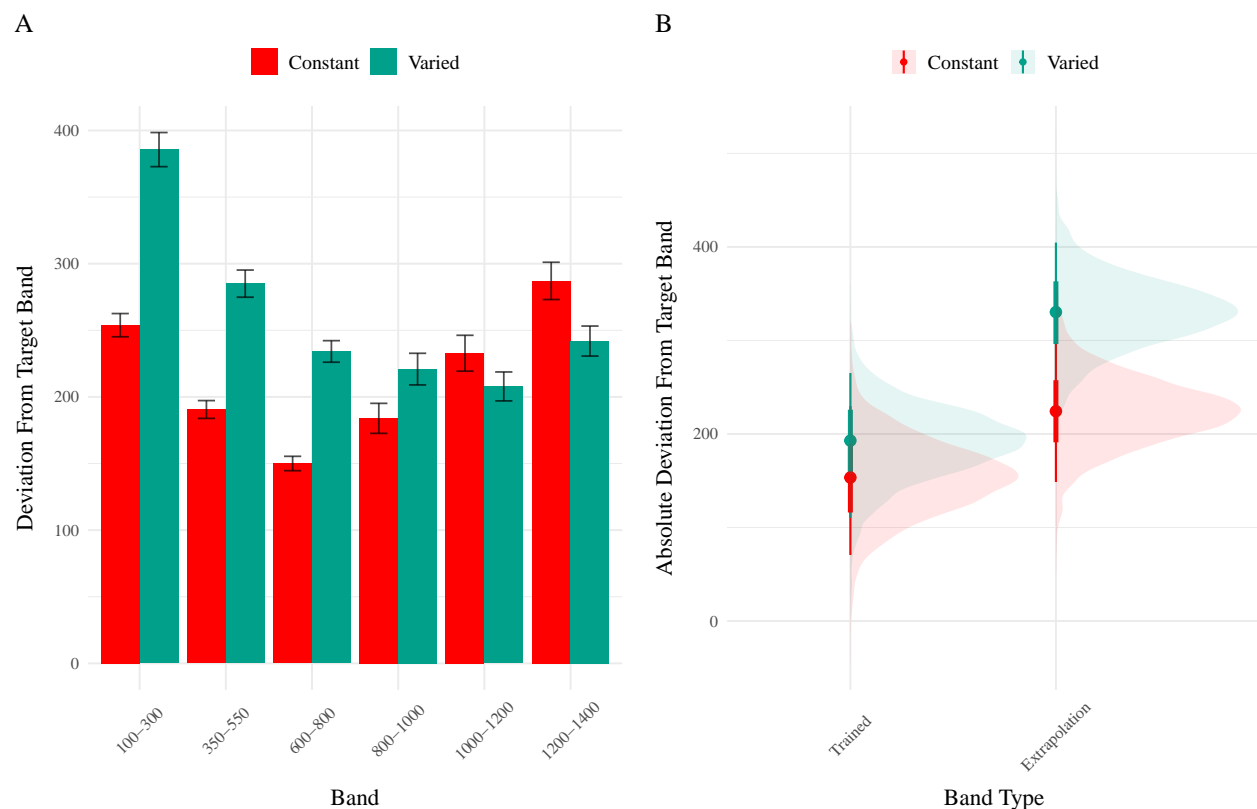 A
Constant
Varied
Deviation From Target Band
400
300
200
100
0
100−300
350−550
600−800
800−1000
1000−1200
1200−1400
Band
B
Constant
Varied
Absolute Deviation From Target Band
400
200
0
Trained
Extrapolation
Band Type